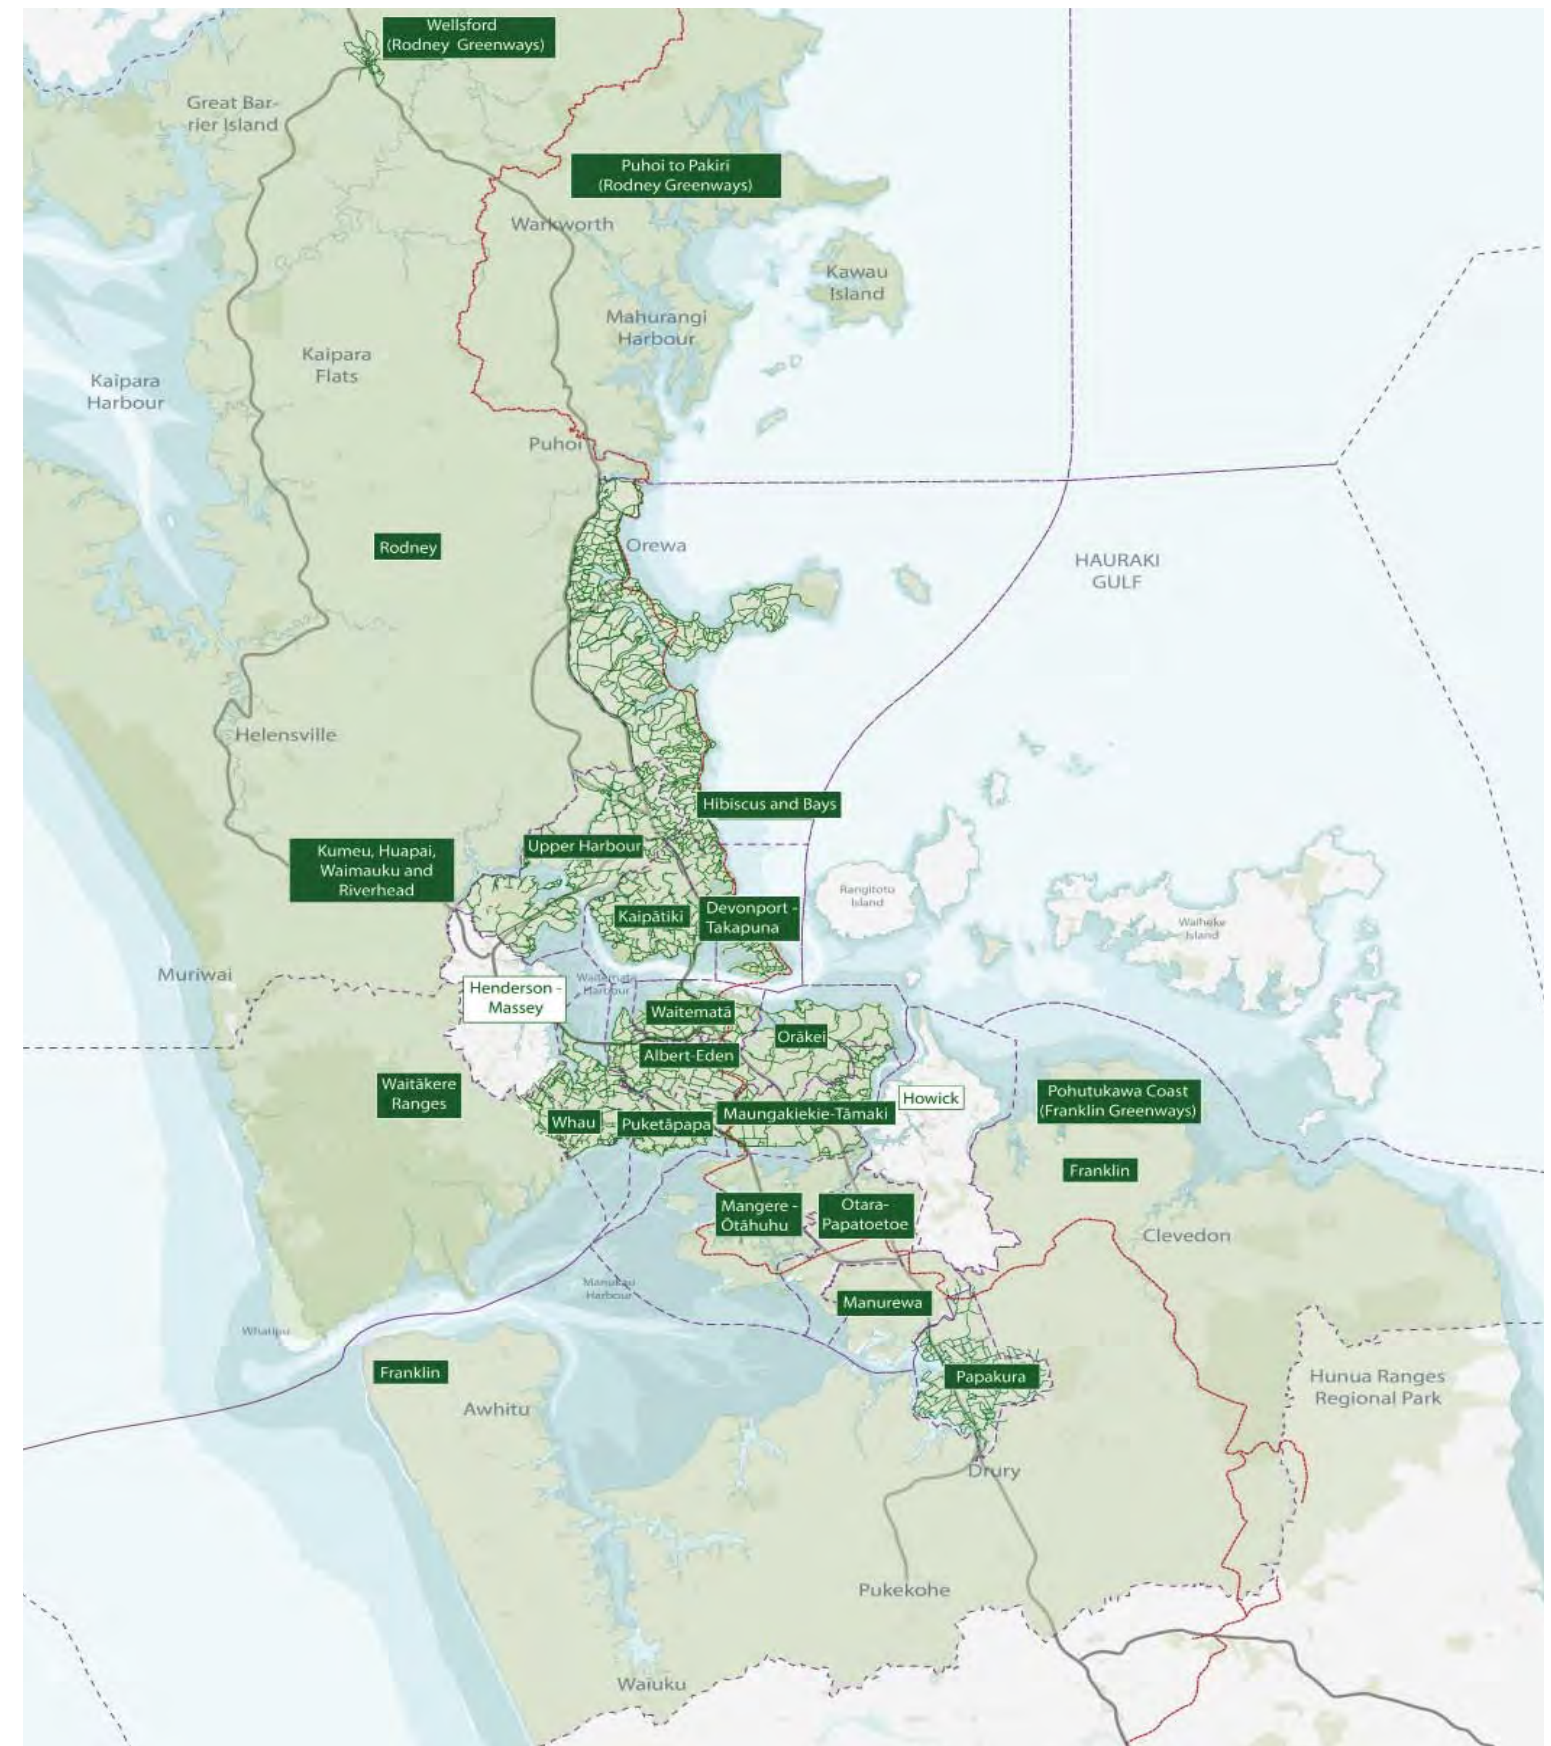 Wellsford
(Rodney Greenways)
Great Bar-
rier Island
Puhoi to Pakiri
(Rodney Greenways)
Warkworth
Kawau
Island
Mahurangi
Harbour
Kaipara
Flats
Kaipara
Harbour
Puhoi
Rodney
Orewa
HAURAKI
GULF
Helensville
Hibiscus and Bays
Upper Harbour
Kumeu, Huapai,
Waimauku and
Riverhead
Rangitotu
Island
Kaipātiki
Devonport -
Takapuna
Waiheke
Island
Muriwai
Waitemata
Harbour
Henderson -
Massey
Waitematā
Orākei
Albert-Eden
Waitākere
Ranges
Howick
Pohutukawa Coast
(Franklin Greenways)
Whau
Puketāpapa
Maungakiekie-Tāmaki
Franklin
Mangere -
Ōtāhuhu
Otara-
Papatoetoe
Clevedon
Manukau
Harbour
Manurewa
Whatipu
Franklin
Papakura
Hunua Ranges
Regional Park
Awhitu
Drury
Pukekohe
Waiuku